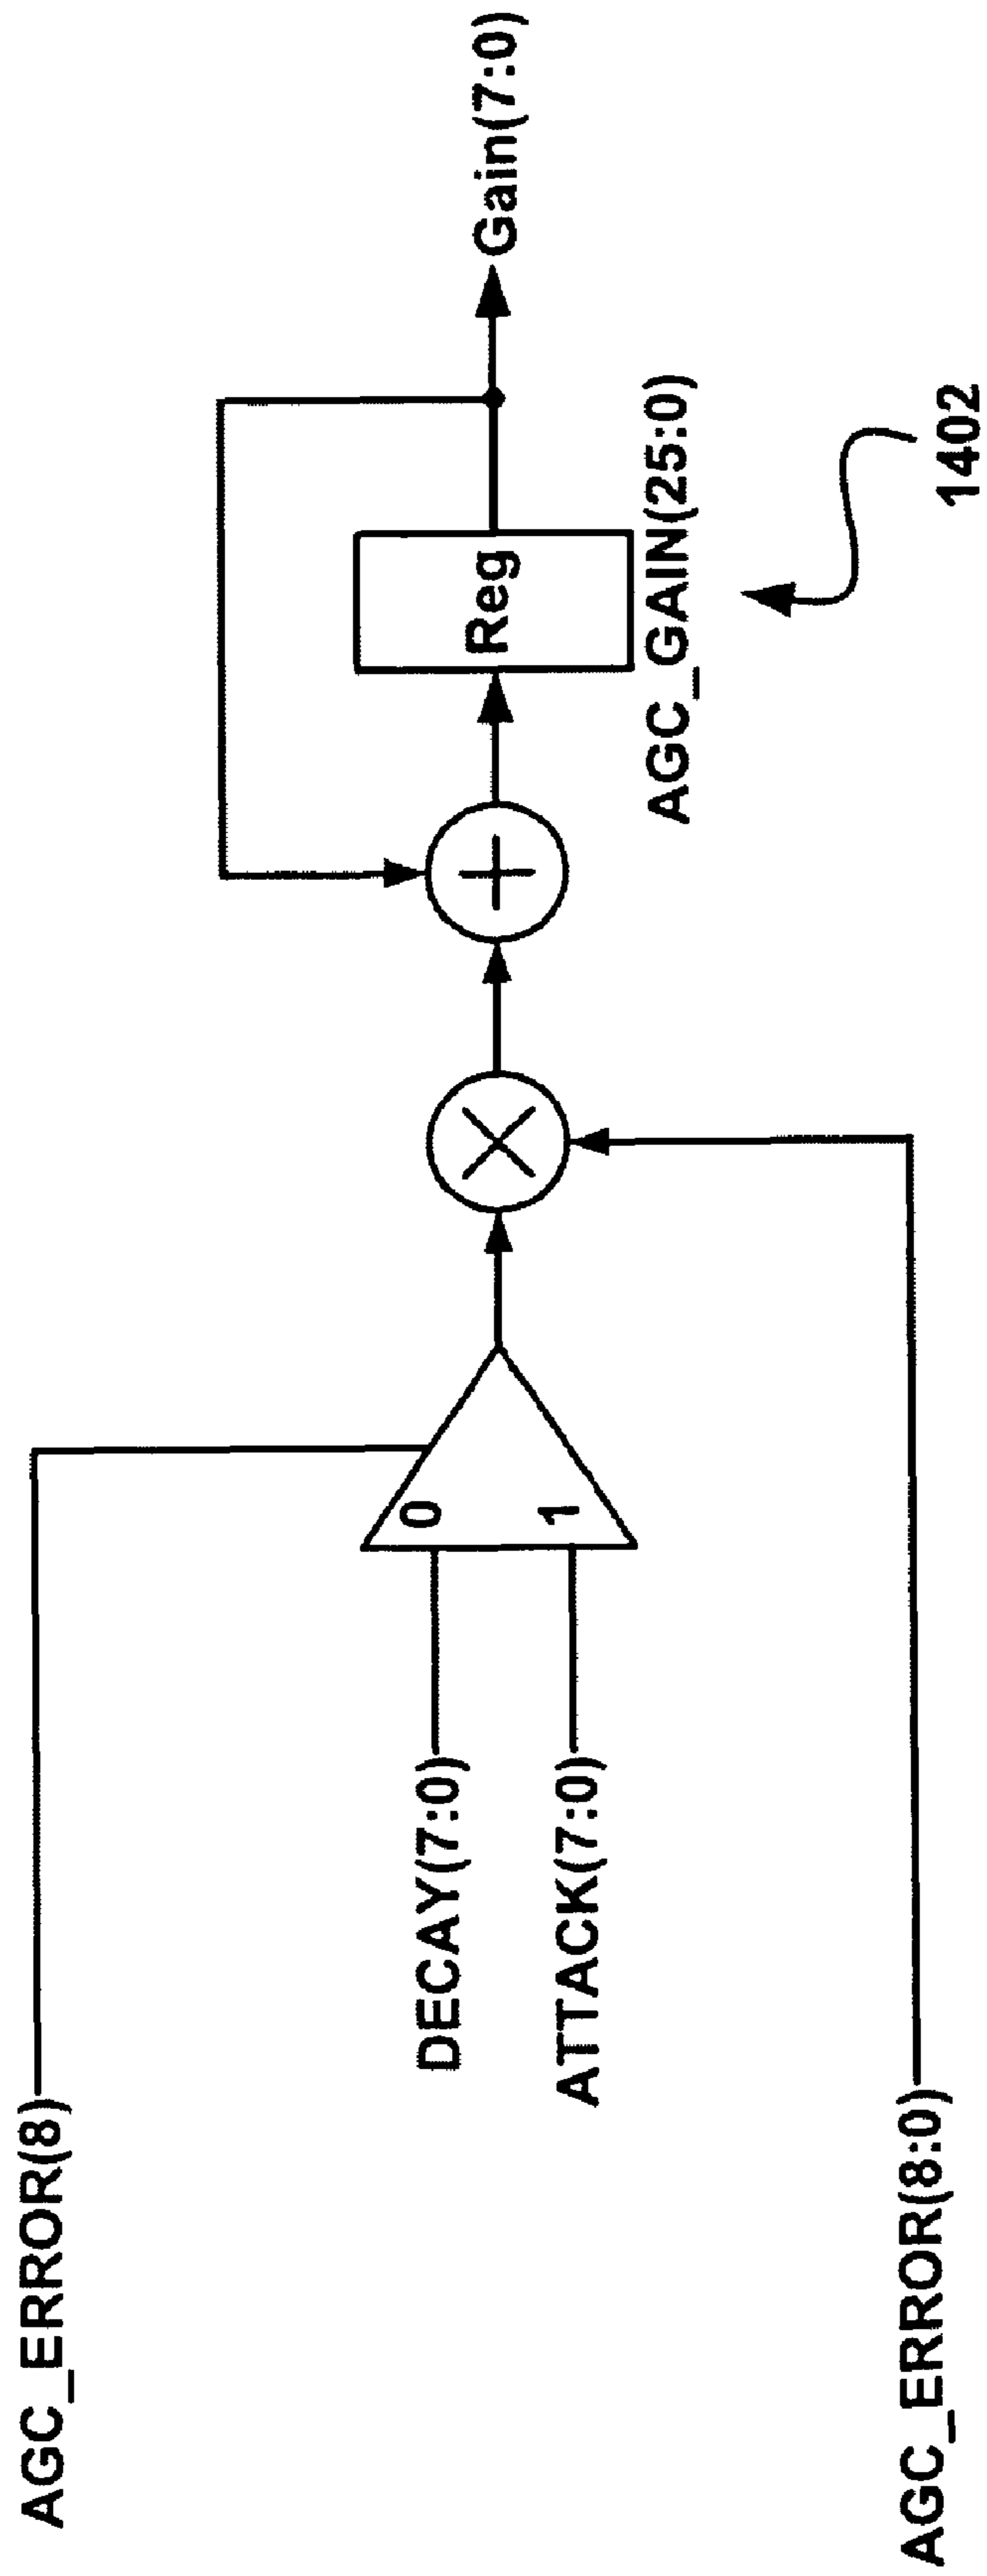 AGC_ERROR(8)
DECAY(7:0)
0
ATTACK(7:0)
1
Reg
Gain(7:0)
AGC_GAIN(25:0)
1402
AGC_ERROR(8:0)